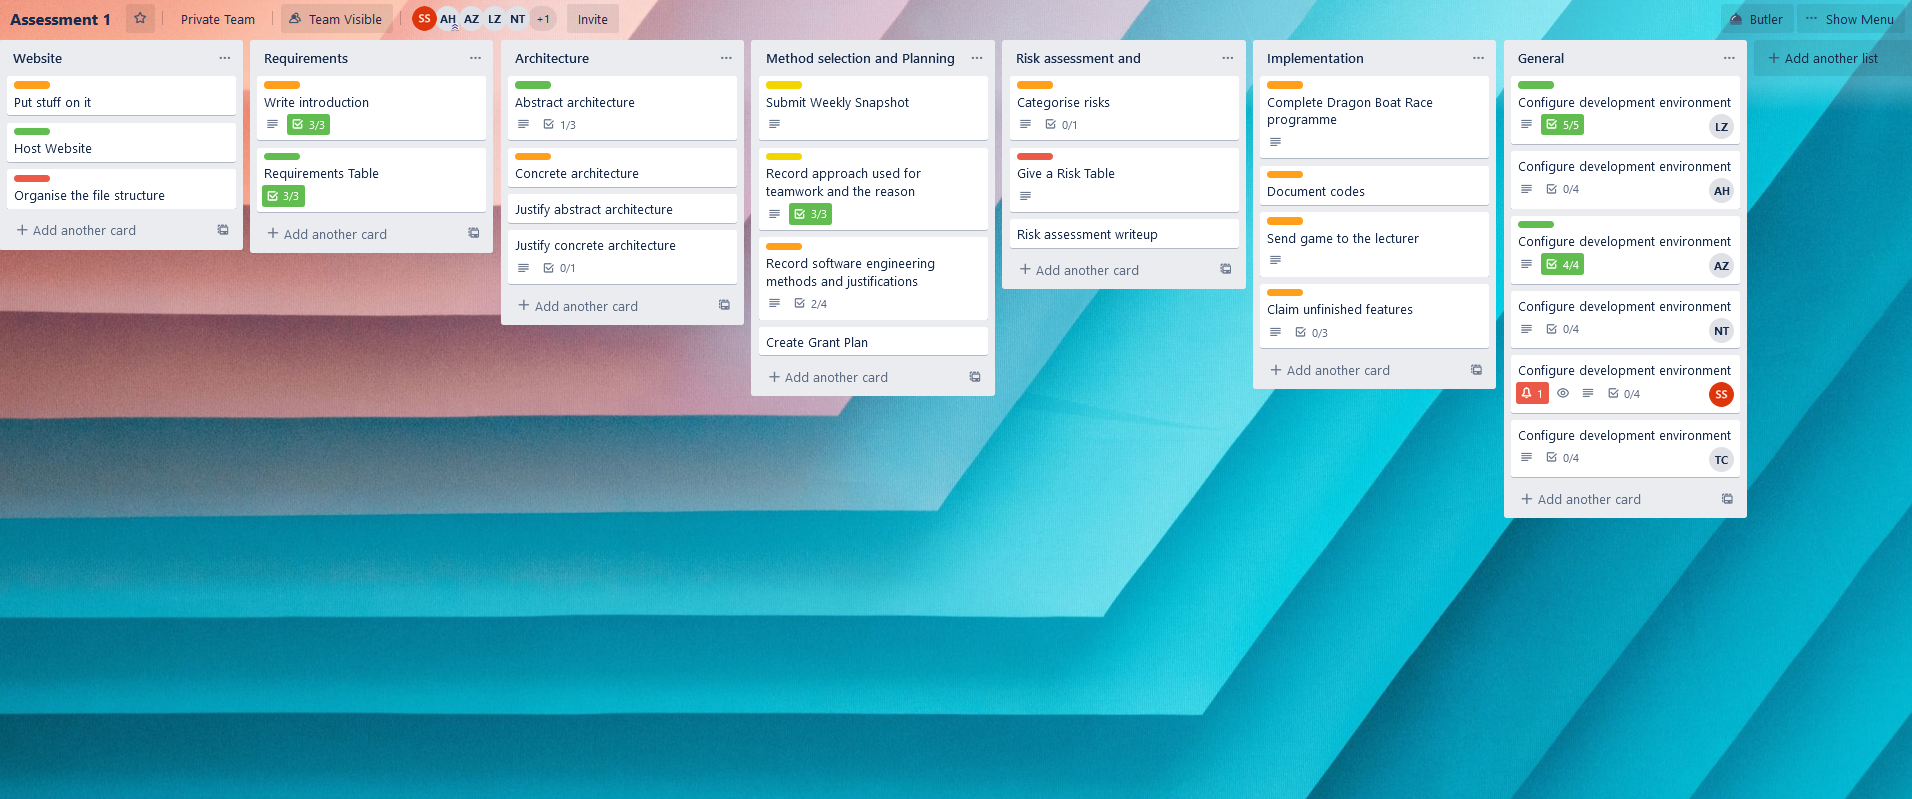 Assessment 1
Private Team
Team Visible
SS AH AZ LZ NT +1
Invite
Butler
Show Menu
Website
Put stuff on it
Host Website
Organise the file structure
Add another card
Requirements
Write introduction
3/3
Requirements Table
3/3
Add another card
Architecture
Abstract architecture
1/3
Concrete architecture
Justify abstract architecture
Justify concrete architecture
0/1
Add another card
Method selection and Planning
Submit Weekly Snapshot
Record approach used for
teamwork and the reason
3/3
Record software engineering
methods and justifications
2/4
Create Grant Plan
Add another card
Risk assessment and
Categorise risks
0/1
Give a Risk Table
Risk assessment writeup
Add another card
Implementation
Complete Dragon Boat Race
programme
Document codes
Send game to the lecturer
Claim unfinished features
0/3
Add another card
General
Configure development environment
5/5
LZ
Configure development environment
0/4
AH
Configure development environment
4/4
AZ
Configure development environment
0/4
NT
Configure development environment
1
0/4
SS
Configure development environment
0/4
TC
Add another card
Add another list